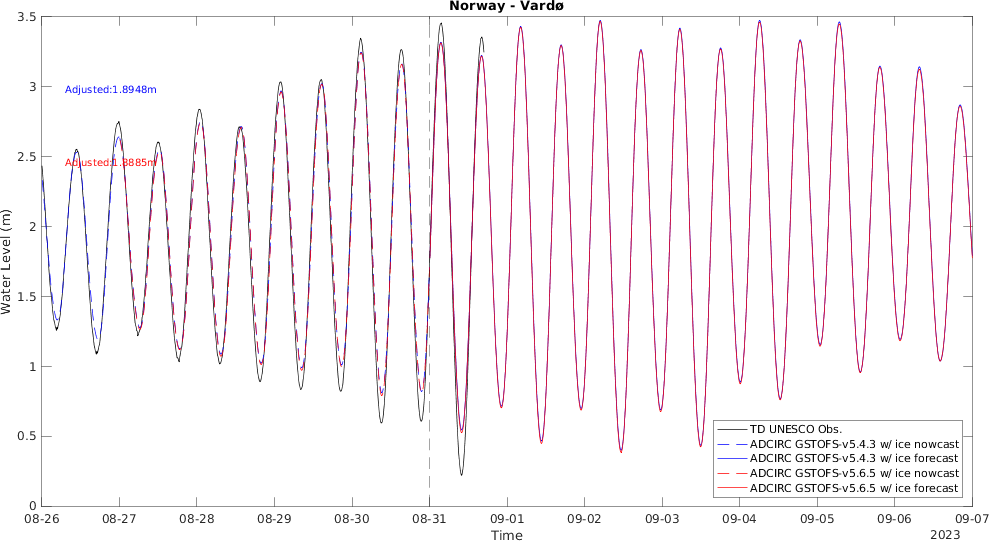 Norway - Vardø
3.5
3
2.5
2
1.5
1
0.5
0
Water Level (m)
Adjusted:1.8948m
Adjusted:1.8885m
TD UNESCO Obs.
ADCIRC GSTOFS-v5.4.3 w/ ice nowcast
ADCIRC GSTOFS-v5.4.3 w/ ice forecast
ADCIRC GSTOFS-v5.6.5 w/ ice nowcast
ADCIRC GSTOFS-v5.6.5 w/ ice forecast
08-26 08-27 08-28 08-29 08-30 08-31 09-01 09-02 09-03 09-04 09-05 09-06 09-07
Time
2023